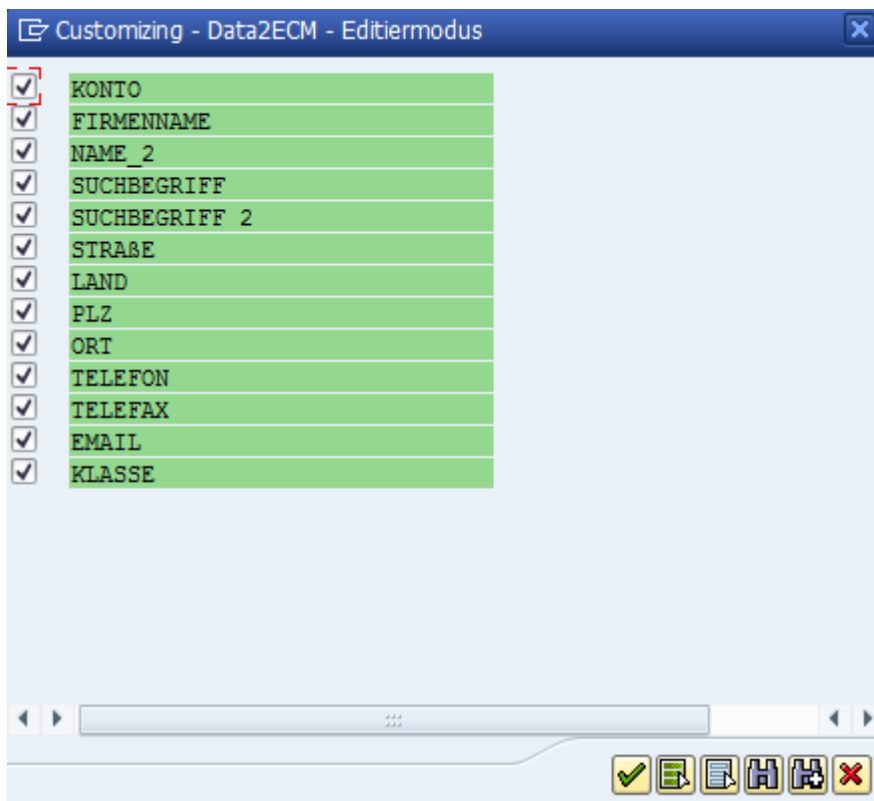 Customizing - Data2ECM - Editiermodus
KONTO
FIRMENNAME
NAME_2
SUCHBEGRIFF
SUCHBEGRIFF 2
STRAßE
LAND
PLZ
ORT
TELEFON
TELEFAX
EMAIL
KLASSE